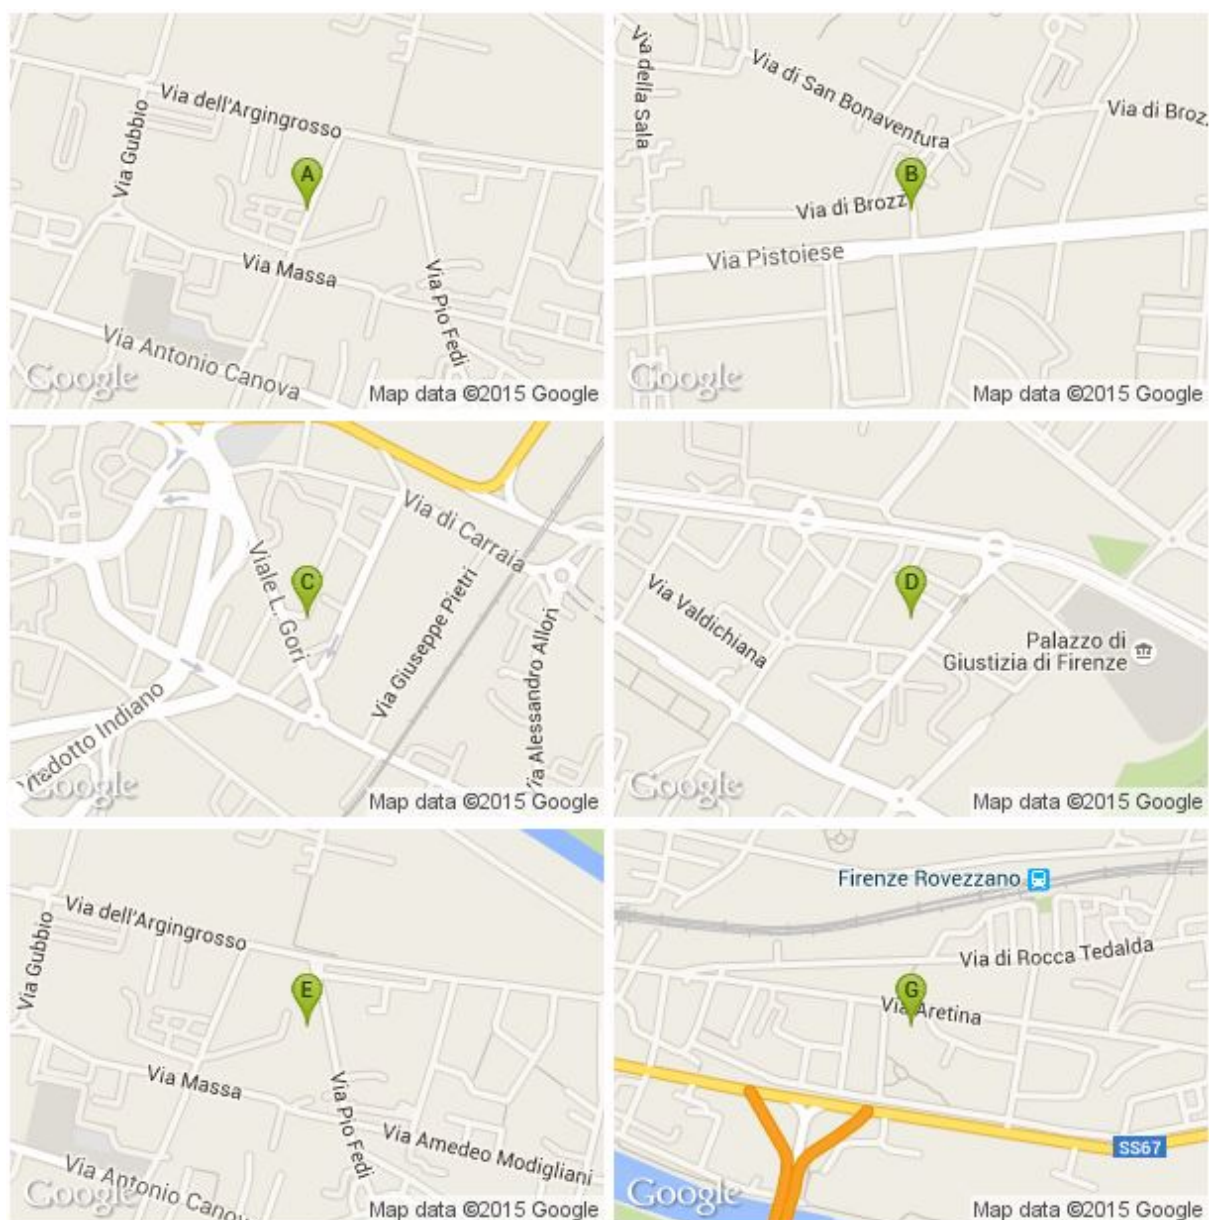 Via dell'Argingrosso
Via Gubbio
A
Via Massa
Via Pio Fedi
Via Antonio Canova
Google
Map data ©2015 Google
Via della Sala
Via di San Bonaventura
Via di Broz
B
Via di Brozz
Via Pistoiese
Google
Map data ©2015 Google
Via di Carraia
Viale L. Gori
C
Via Giuseppe Pietri
Via Alessandro Allori
Viadotto Indiano
Google
Map data ©2015 Google
D
Via Valdichiana
Palazzo di
Giustizia di Firenze
Google
Map data ©2015 Google
Via dell'Argingrosso
Via Gubbio
E
Via Massa
Via Pio Fedi
Via Amedeo Modigliani
Via Antonio Canov
Google
Map data ©2015 Google
Firenze Rovezzano
Via di Rocca Tedalda
G
Via Aretina
SS67
Google
Map data ©2015 Google